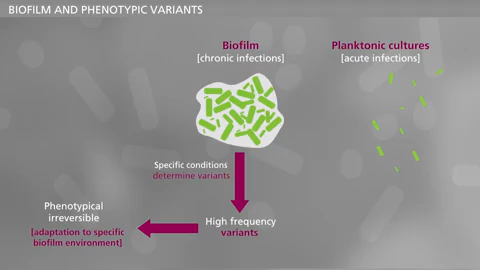 BIOFILM AND PHENOTYPIC VARIANTS
Biofilm
[chronic infections]
Planktonic cultures
[acute infections]
Specific conditions
determine variants
High frequency
variants
Phenotypical
irreversible
[adaptation to specific
biofilm environment]